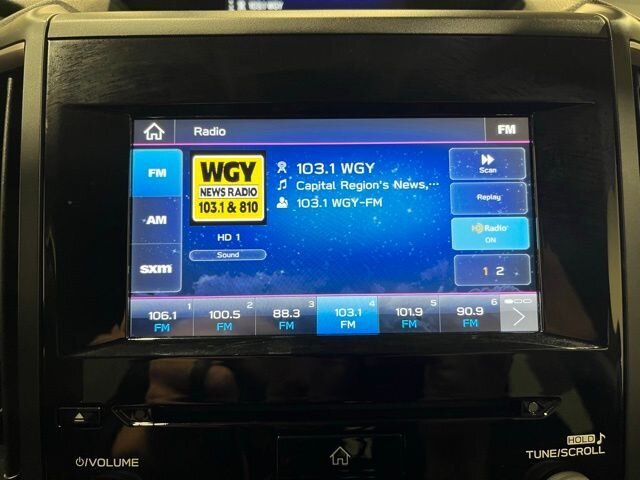 Radio
FM
FM
AM
SXM
WGY
NEWS RADIO
103.1 & 810
HD 1
Sound
103.1 WGY
Capital Region's News,...
103.1 WGY-FM
Scan
Replay
HD Radio
ON
1 2
1 2 3 4 5 6
106.1 100.5 88.3 103.1 101.9 90.9
FM FM FM FM FM FM
HOLD
VOLUME
TUNE/SCROLL